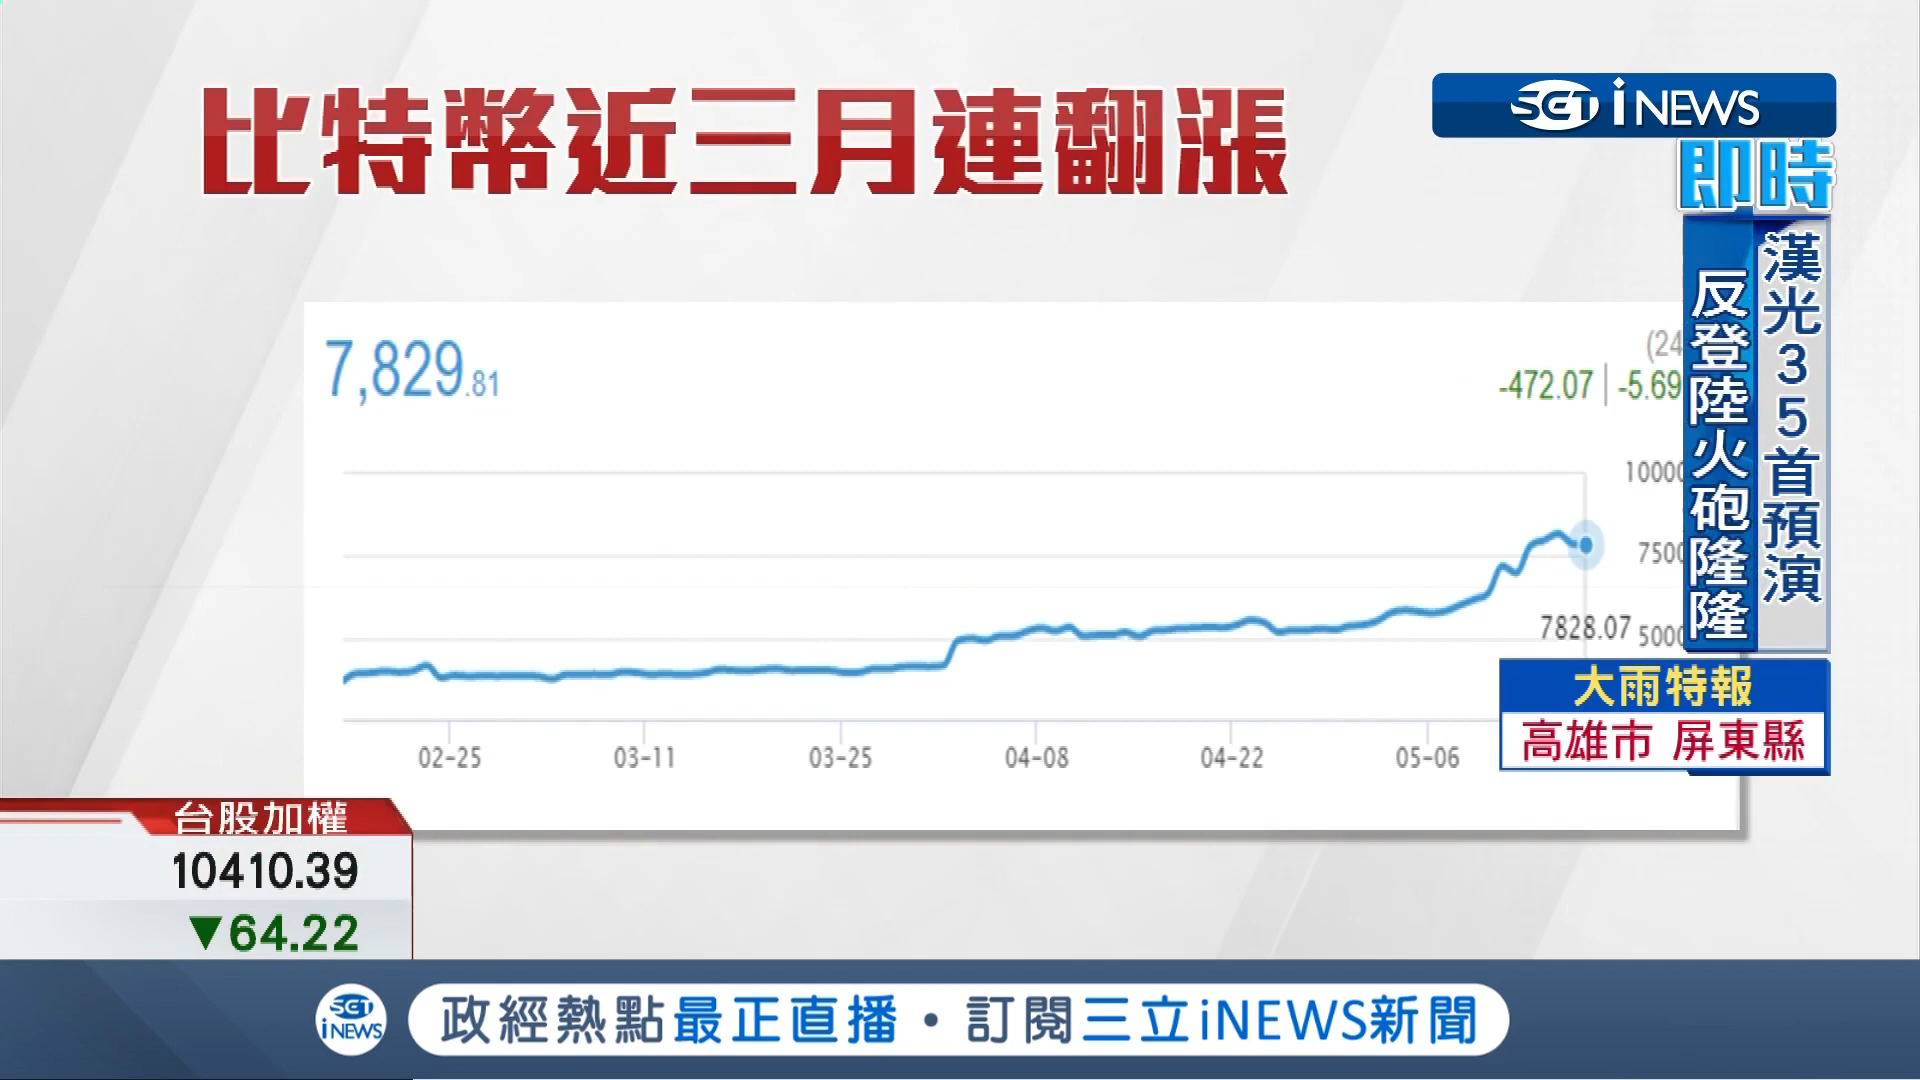 比特幣近三月連翻漲
SET iNEWS
即時
漢光35首預演
反登陸火砲隆隆
7,829.81
(24
-472.07
-5.69
10000
7500
5000
7828.07
02-25
03-11
03-25
04-08
04-22
05-06
大雨特報
高雄市 屏東縣
台股加權
10410.39
▼64.22
SET iNEWS
政經熱點最正直播・訂閱三立iNEWS新聞